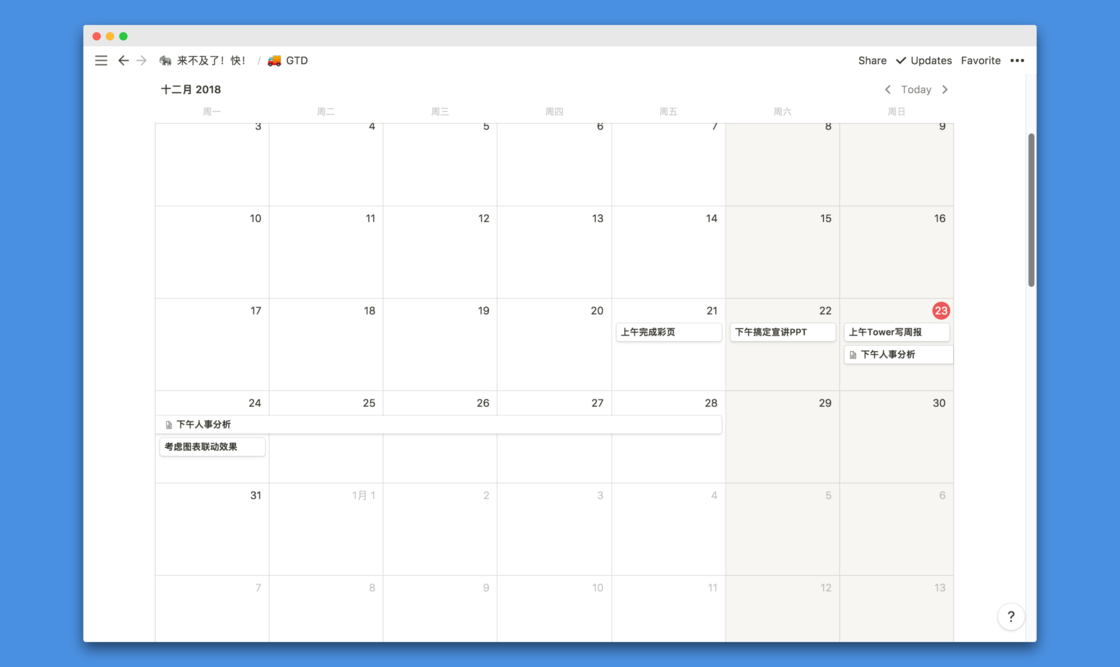 来不及了！快！ / GTD
Share Updates Favorite
十二月 2018
Today
周一 周二 周三 周四 周五 周六 周日
3 4 5 6 7 8 9
10 11 12 13 14 15 16
17 18 19 20 21 22 23
上午完成彩页 下午搞定宣讲PPT 上午Tower写周报
下午人事分析
24 25 26 27 28 29 30
下午人事分析
考虑图表联动效果
31 1月 1 2 3 4 5 6
7 8 9 10 11 12 13
?